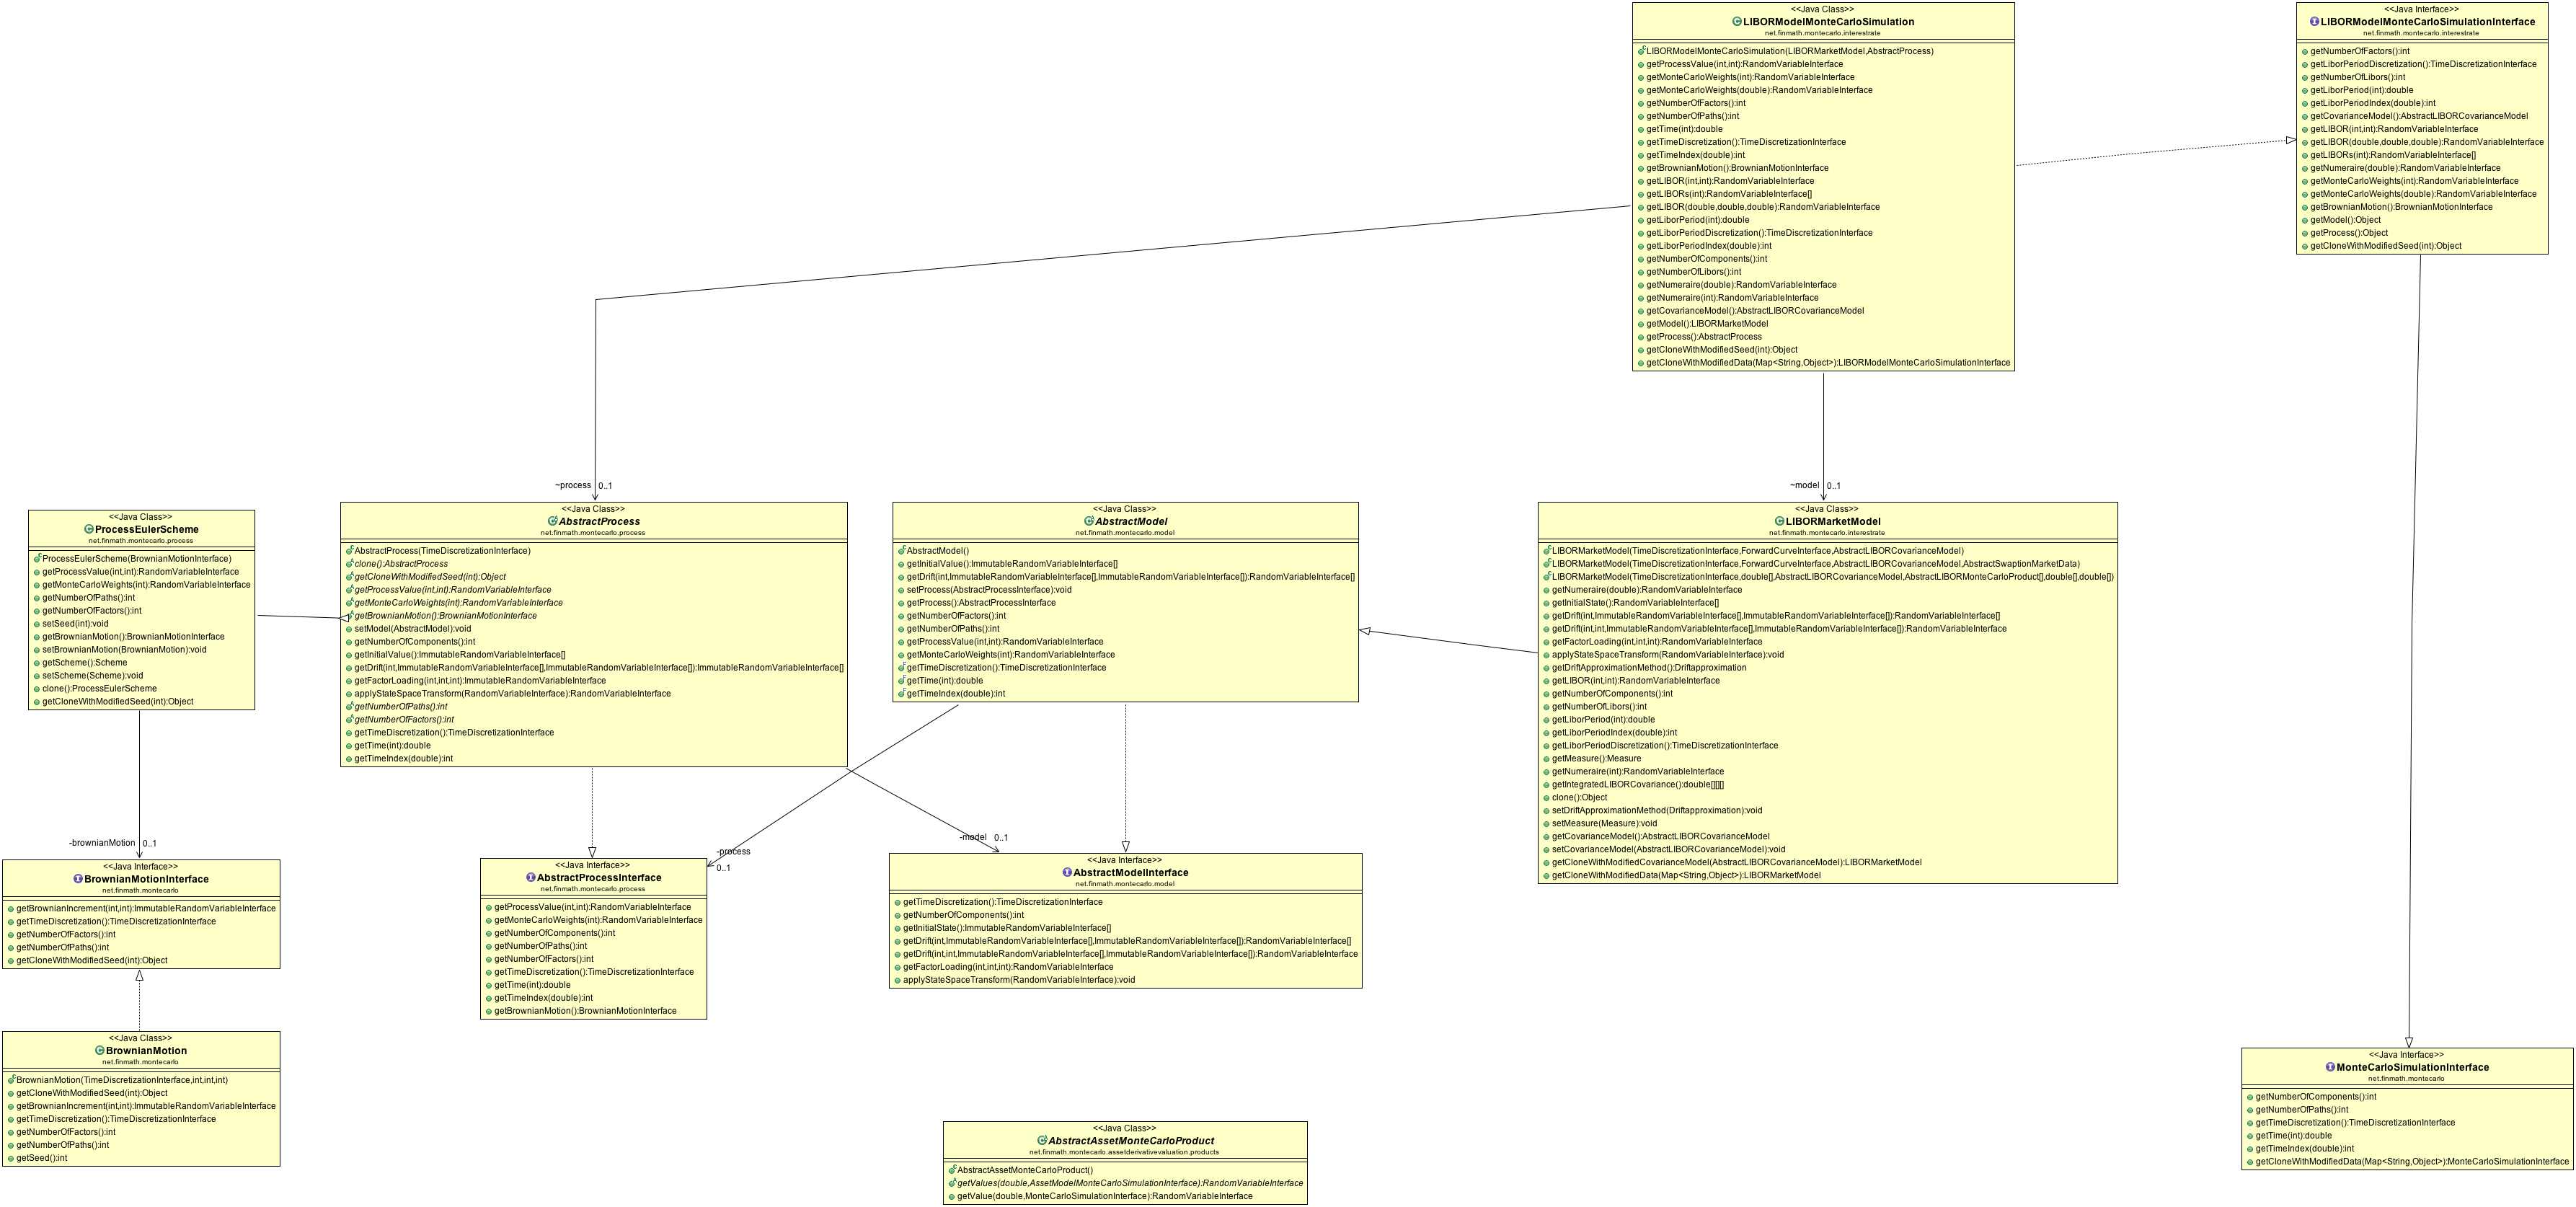 <<Java Class>>
LIBORModelMonteCarloSimulation
net.finmath.montecarlo.interestrate
LIBORModelMonteCarloSimulation(LIBORMarketModel,AbstractProcess)
getProcessValue(int,int):RandomVariableInterface
getMonteCarloWeights(int):RandomVariableInterface
getMonteCarloWeights(double):RandomVariableInterface
getNumberOfFactors():int
getNumberOfPaths():int
getTime(int):double
getTimeDiscretization():TimeDiscretizationInterface
getTimeIndex(double):int
getBrownianMotion():BrownianMotionInterface
getLIBOR(int,int):RandomVariableInterface
getLIBORs(int):RandomVariableInterface[]
getLIBOR(double,double,double):RandomVariableInterface
getLiborPeriod(int):double
getLiborPeriodDiscretization():TimeDiscretizationInterface
getLiborPeriodIndex(double):int
getNumberOfComponents():int
getNumberOfLibors():int
getNumeraire(double):RandomVariableInterface
getNumeraire(int):RandomVariableInterface
getCovarianceModel():AbstractLIBORCovarianceModel
getModel():LIBORMarketModel
getProcess():AbstractProcess
getCloneWithModifiedSeed(int):Object
getCloneWithModifiedData(Map<String,Object>):LIBORModelMonteCarloSimulationInterface
<<Java Interface>>
LIBORModelMonteCarloSimulationInterface
net.finmath.montecarlo.interestrate
getNumberOfFactors():int
getLiborPeriodDiscretization():TimeDiscretizationInterface
getNumberOfLibors():int
getLiborPeriod(int):double
getLiborPeriodIndex(double):int
getCovarianceModel():AbstractLIBORCovarianceModel
getLIBOR(int,int):RandomVariableInterface
getLIBOR(double,double,double):RandomVariableInterface
getLIBORs(int):RandomVariableInterface[]
getNumeraire(double):RandomVariableInterface
getMonteCarloWeights(int):RandomVariableInterface
getMonteCarloWeights(double):RandomVariableInterface
getBrownianMotion():BrownianMotionInterface
getModel():Object
getProcess():Object
getCloneWithModifiedSeed(int):Object
~process 0..1
~model 0..1
<<Java Class>>
ProcessEulerScheme
net.finmath.montecarlo.process
ProcessEulerScheme(BrownianMotionInterface)
getProcessValue(int,int):RandomVariableInterface
getMonteCarloWeights(int):RandomVariableInterface
getNumberOfPaths():int
getNumberOfFactors():int
setSeed(int):void
getBrownianMotion():BrownianMotionInterface
setBrownianMotion(BrownianMotion):void
getScheme():Scheme
setScheme(Scheme):void
clone():ProcessEulerScheme
getCloneWithModifiedSeed(int):Object
<<Java Class>>
AbstractProcess
net.finmath.montecarlo.process
AbstractProcess(TimeDiscretizationInterface)
clone():AbstractProcess
getCloneWithModifiedSeed(int):Object
getProcessValue(int,int):RandomVariableInterface
getMonteCarloWeights(int):RandomVariableInterface
getBrownianMotion():BrownianMotionInterface
setModel(AbstractModel):void
getNumberOfComponents():int
getInitialValue():ImmutableRandomVariableInterface[]
getDrift(int,ImmutableRandomVariableInterface[],ImmutableRandomVariableInterface[]):ImmutableRandomVariableInterface[]
getFactorLoading(int,int,int):ImmutableRandomVariableInterface
applyStateSpaceTransform(RandomVariableInterface):RandomVariableInterface
getNumberOfPaths():int
getNumberOfFactors():int
getTimeDiscretization():TimeDiscretizationInterface
getTime(int):double
getTimeIndex(double):int
<<Java Class>>
AbstractModel
net.finmath.montecarlo.model
AbstractModel()
getInitialValue():ImmutableRandomVariableInterface[]
getDrift(int,ImmutableRandomVariableInterface[],ImmutableRandomVariableInterface[]):RandomVariableInterface[]
setProcess(AbstractProcessInterface):void
getProcess():AbstractProcessInterface
getNumberOfFactors():int
getNumberOfPaths():int
getProcessValue(int,int):RandomVariableInterface
getMonteCarloWeights(int):RandomVariableInterface
getTimeDiscretization():TimeDiscretizationInterface
getTime(int):double
getTimeIndex(double):int
<<Java Class>>
LIBORMarketModel
net.finmath.montecarlo.interestrate
LIBORMarketModel(TimeDiscretizationInterface,ForwardCurveInterface,AbstractLIBORCovarianceModel)
LIBORMarketModel(TimeDiscretizationInterface,ForwardCurveInterface,AbstractLIBORCovarianceModel,AbstractSwaptionMarketData)
LIBORMarketModel(TimeDiscretizationInterface,double[],AbstractLIBORCovarianceModel,AbstractLIBORMonteCarloProduct[],double[],double[])
getNumeraire(double):RandomVariableInterface
getInitialState():RandomVariableInterface[]
getDrift(int,ImmutableRandomVariableInterface[],ImmutableRandomVariableInterface[]):RandomVariableInterface[]
getDrift(int,int,ImmutableRandomVariableInterface[],ImmutableRandomVariableInterface[]):RandomVariableInterface
getFactorLoading(int,int,int):RandomVariableInterface
applyStateSpaceTransform(RandomVariableInterface):void
getDriftApproximationMethod():Driftapproximation
getLIBOR(int,int):RandomVariableInterface
getNumberOfComponents():int
getNumberOfLibors():int
getLiborPeriod(int):double
getLiborPeriodIndex(double):int
getLiborPeriodDiscretization():TimeDiscretizationInterface
getMeasure():Measure
getNumeraire(int):RandomVariableInterface
getIntegratedLIBORCovariance():double[][][]
clone():Object
setDriftApproximationMethod(Driftapproximation):void
setMeasure(Measure):void
getCovarianceModel():AbstractLIBORCovarianceModel
setCovarianceModel(AbstractLIBORCovarianceModel):void
getCloneWithModifiedCovarianceModel(AbstractLIBORCovarianceModel):LIBORMarketModel
getCloneWithModifiedData(Map<String,Object>):LIBORMarketModel
-brownianMotion 0..1
-process
0..1
-model 0..1
<<Java Interface>>
BrownianMotionInterface
net.finmath.montecarlo
getBrownianIncrement(int,int):ImmutableRandomVariableInterface
getTimeDiscretization():TimeDiscretizationInterface
getNumberOfFactors():int
getNumberOfPaths():int
getCloneWithModifiedSeed(int):Object
<<Java Interface>>
AbstractProcessInterface
net.finmath.montecarlo.process
getProcessValue(int,int):RandomVariableInterface
getMonteCarloWeights(int):RandomVariableInterface
getNumberOfComponents():int
getNumberOfPaths():int
getNumberOfFactors():int
getTimeDiscretization():TimeDiscretizationInterface
getTime(int):double
getTimeIndex(double):int
getBrownianMotion():BrownianMotionInterface
<<Java Interface>>
AbstractModelInterface
net.finmath.montecarlo.model
getTimeDiscretization():TimeDiscretizationInterface
getNumberOfComponents():int
getInitialState():ImmutableRandomVariableInterface[]
getDrift(int,ImmutableRandomVariableInterface[],ImmutableRandomVariableInterface[]):RandomVariableInterface[]
getDrift(int,int,ImmutableRandomVariableInterface[],ImmutableRandomVariableInterface[]):RandomVariableInterface
getFactorLoading(int,int,int):RandomVariableInterface
applyStateSpaceTransform(RandomVariableInterface):void
<<Java Class>>
BrownianMotion
net.finmath.montecarlo
BrownianMotion(TimeDiscretizationInterface,int,int,int)
getCloneWithModifiedSeed(int):Object
getBrownianIncrement(int,int):ImmutableRandomVariableInterface
getTimeDiscretization():TimeDiscretizationInterface
getNumberOfFactors():int
getNumberOfPaths():int
getSeed():int
<<Java Class>>
AbstractAssetMonteCarloProduct
net.finmath.montecarlo.assetderivativevaluation.products
AbstractAssetMonteCarloProduct()
getValues(double,AssetModelMonteCarloSimulationInterface):RandomVariableInterface
getValue(double,MonteCarloSimulationInterface):RandomVariableInterface
<<Java Interface>>
MonteCarloSimulationInterface
net.finmath.montecarlo
getNumberOfComponents():int
getNumberOfPaths():int
getTimeDiscretization():TimeDiscretizationInterface
getTime(int):double
getTimeIndex(double):int
getCloneWithModifiedData(Map<String,Object>):MonteCarloSimulationInterface